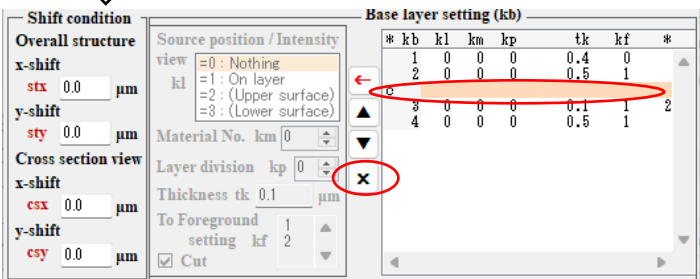 Shift condition
Overall structure
x-shift
stx 0.0 μm
y-shift
sty 0.0 μm
Cross section view
x-shift
csx 0.0 μm
y-shift
csy 0.0 μm
Source position / Intensity
view
kl
=0 : Nothing
=1 : On layer
=2 : (Upper surface)
=3 : (Lower surface)
Material No. km 0
Layer division kp 0
Thickness tk 0.1 μm
To Foreground
setting kf
1
2
Cut
Base layer setting (kb)
* kb kl km kp tk kf *
1 0 0 0 0.4 0
2 0 0 0 0.5 1
c
3 0 0 0 0.1 1 2
4 0 0 0 0.5 1